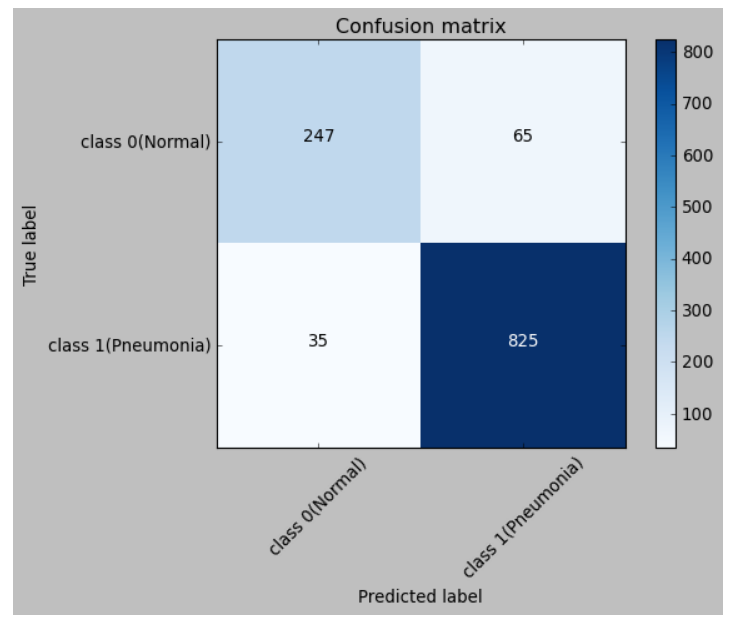 Confusion matrix
class 0(Normal)
247
65
class 1(Pneumonia)
35
825
True label
class 0(Normal)
class 1(Pneumonia)
Predicted label
800
700
600
500
400
300
200
100